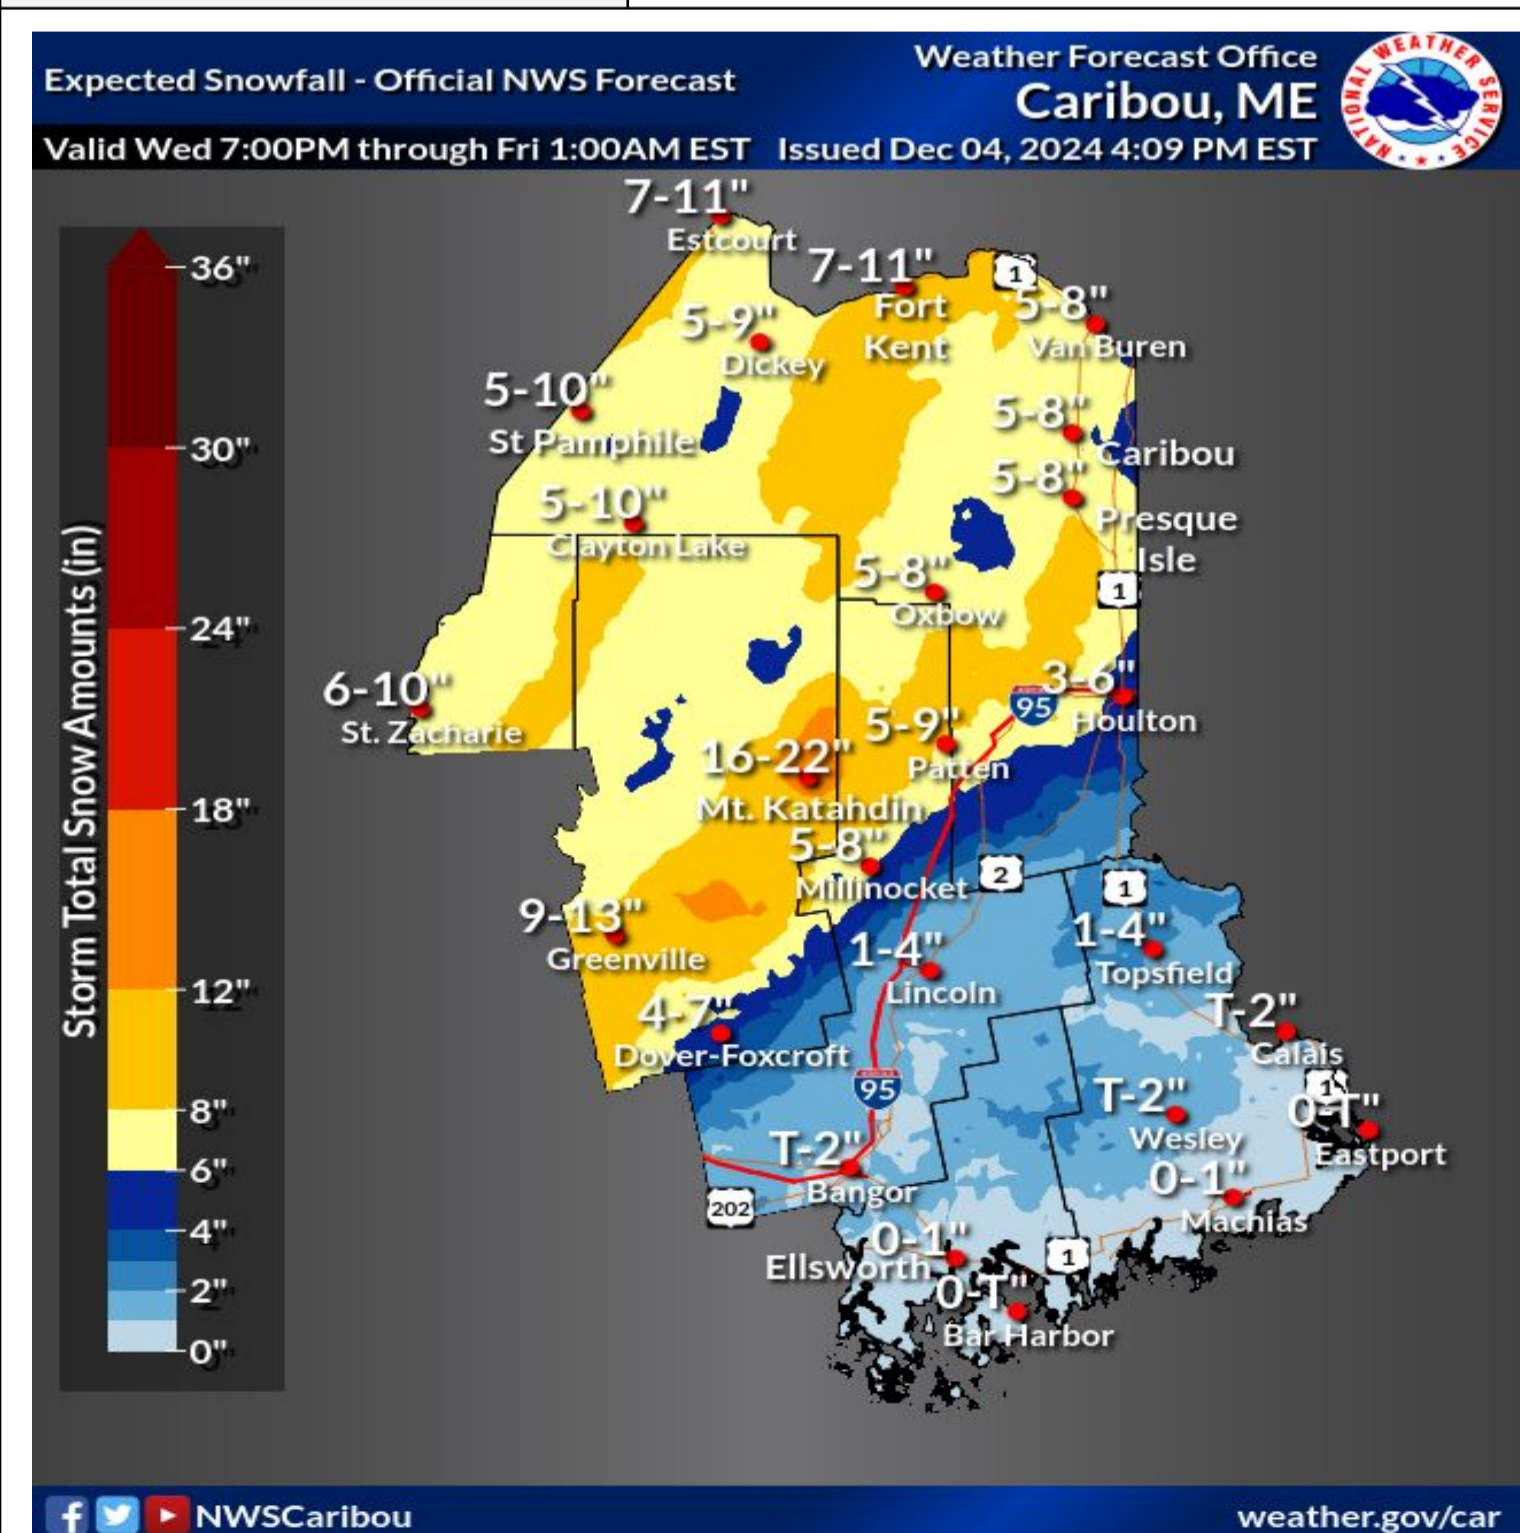 Expected Snowfall - Official NWS Forecast
Weather Forecast Office
Caribou, ME
Valid Wed 7:00PM through Fri 1:00AM EST
Issued Dec 04, 2024 4:09 PM EST
NATIONAL WEATHER SERVICE
Storm Total Snow Amounts (in)
36"
30"
24"
18"
12"
8"
6"
4"
2"
0"
7-11"
Estcourt
7-11"
Fort
Kent
1
5-8"
Van Buren
5-9"
Dickey
5-10"
St Pamphile
5-8"
Caribou
5-8"
Presque
Isle
5-10"
Clayton Lake
5-8"
Oxbow
1
6-10"
St. Zacharie
3-6"
Houlton
95
5-9"
Patten
16-22"
Mt. Katahdin
5-8"
Millinocket
2
1
9-13"
Greenville
1-4"
Lincoln
1-4"
Topsfield
4-7"
Dover-Foxcroft
T-2"
Calais
95
T-2"
Wesley
1
0-T"
Eastport
T-2"
Bangor
202
0-1"
Machias
0-1"
Ellsworth
1
0-T"
Bar Harbor
NWSCaribou
weather.gov/car